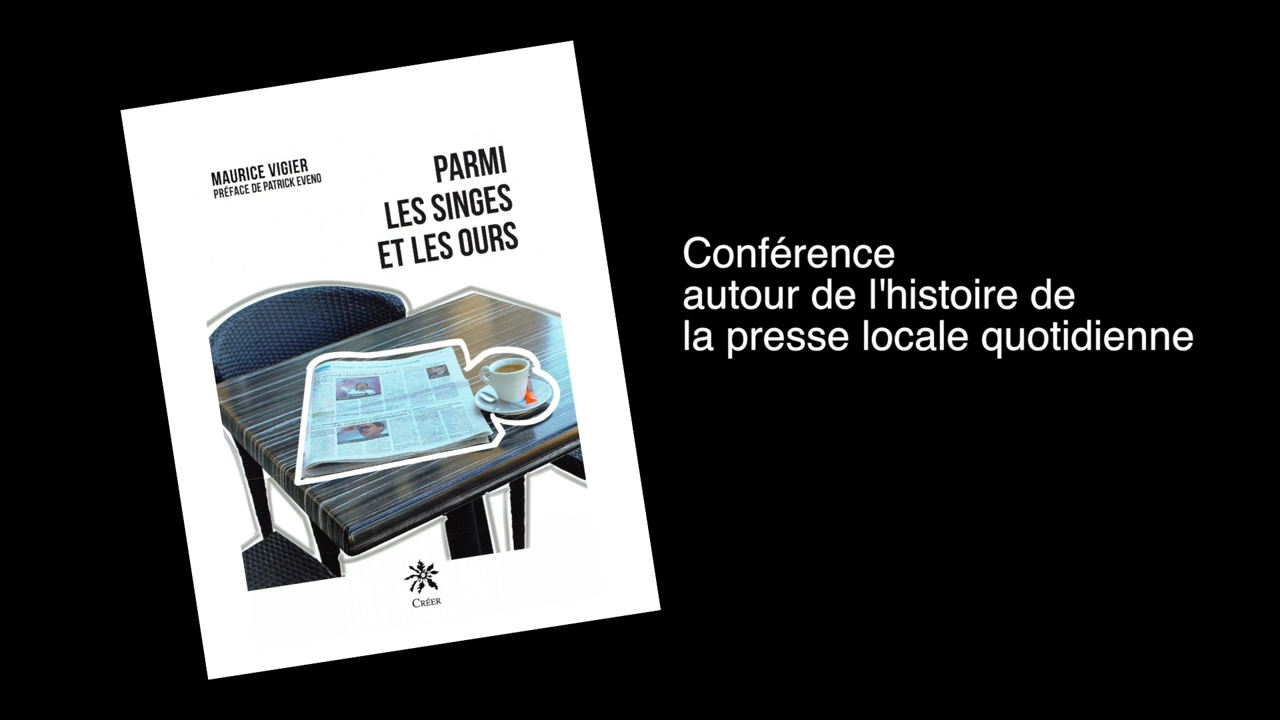 MAURICE VIGIER
PRÉFACE DE PATRICK EVENO
PARMI
LES SINGES
ET LES OURS
CRÉER
Conférence
autour de l'histoire de
la presse locale quotidienne